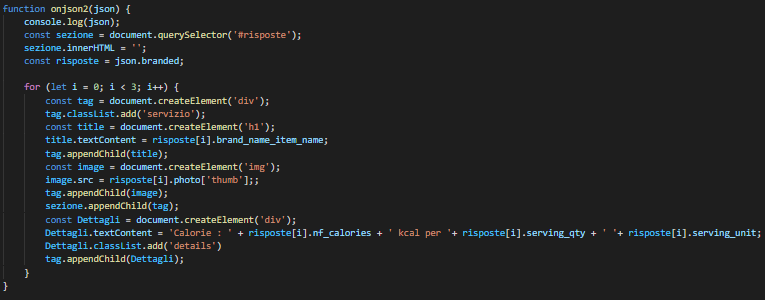 function onjson2(json) {
    console.log(json);
    const sezione = document.querySelector('#risposte');
    sezione.innerHTML = '';
    const risposte = json.branded;

    for (let i = 0; i < 3; i++) {
        const tag = document.createElement('div');
        tag.classList.add('servizio');
        const title = document.createElement('h1');
        title.textContent = risposte[i].brand_name_item_name;
        tag.appendChild(title);
        const image = document.createElement('img');
        image.src = risposte[i].photo['thumb'];;
        tag.appendChild(image);
        sezione.appendChild(tag);
        const Dettagli = document.createElement('div');
        Dettagli.textContent = 'Calorie : ' + risposte[i].nf_calories + ' kcal per '+ risposte[i].serving_qty + ' '+ risposte[i].serving_unit;
        Dettagli.classList.add('details')
        tag.appendChild(Dettagli);
    }
}